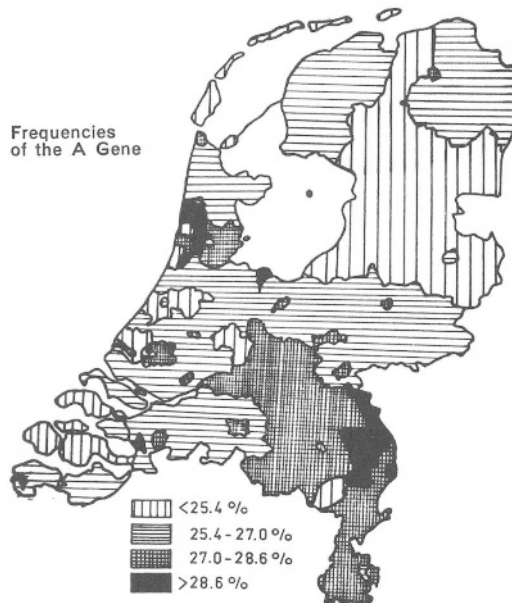 Frequencies
of the A Gene
<25.4 %
25.4-27.0 %
27.0-28.6 %
>28.6 %